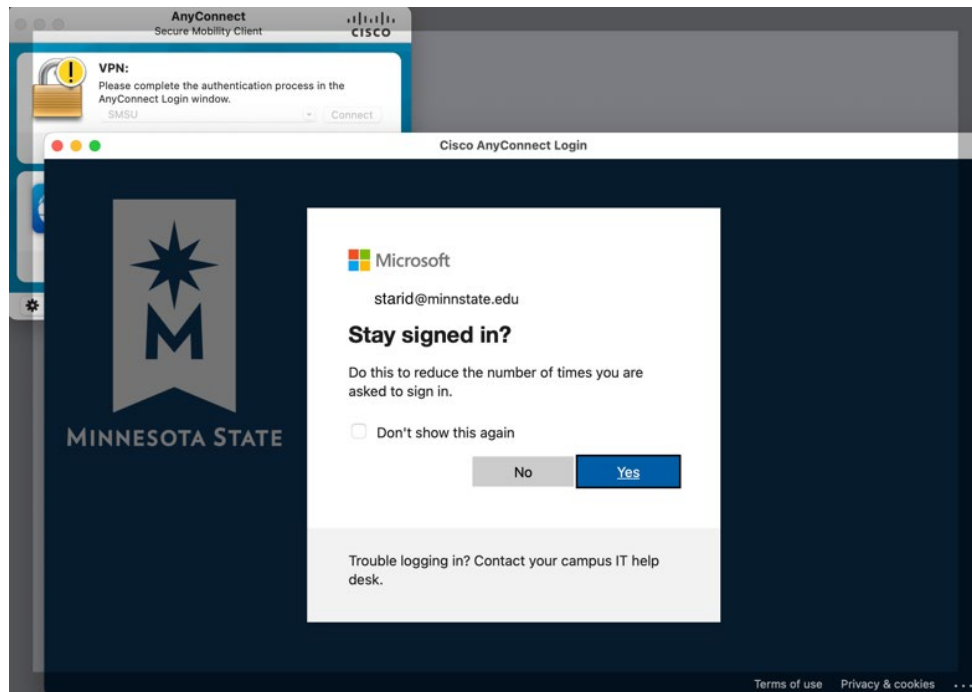 AnyConnect
Secure Mobility Client
CISCO
VPN:
Please complete the authentication process in the
AnyConnect Login window.
SMSU
Connect
Cisco AnyConnect Login
M
MINNESOTA STATE
Microsoft
starid@minnstate.edu
Stay signed in?
Do this to reduce the number of times you are
asked to sign in.
Don't show this again
No
Yes
Trouble logging in? Contact your campus IT help
desk.
Terms of use Privacy & cookies ...